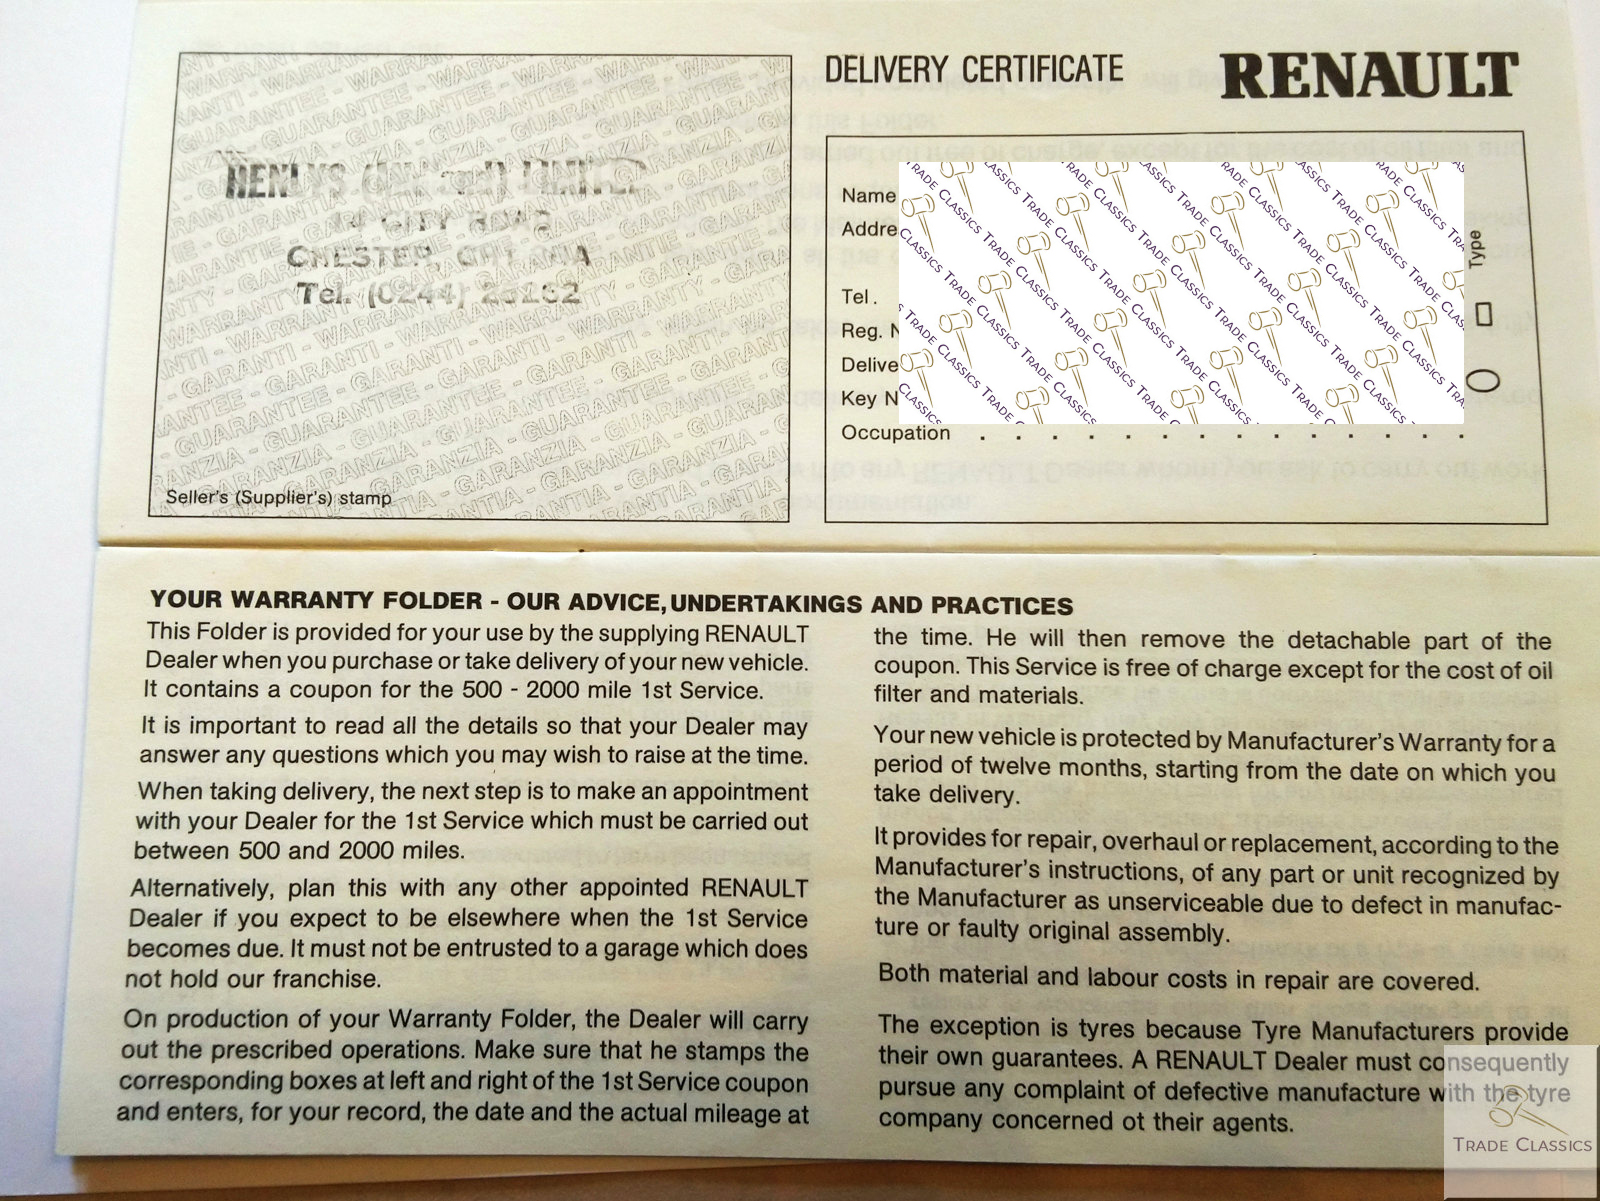 DELIVERY CERTIFICATE
RENAULT
CHESTER,
Tel. (0244)
Seller's (Supplier's) stamp
Name
Addre
Tel .
Reg. N
Delive
Key N
Occupation . . . . . . . . . . . . . .
Type
YOUR WARRANTY FOLDER - OUR ADVICE, UNDERTAKINGS AND PRACTICES
This Folder is provided for your use by the supplying RENAULT
Dealer when you purchase or take delivery of your new vehicle.
It contains a coupon for the 500 - 2000 mile 1st Service.
It is important to read all the details so that your Dealer may
answer any questions which you may wish to raise at the time.
When taking delivery, the next step is to make an appointment
with your Dealer for the 1st Service which must be carried out
between 500 and 2000 miles.
Alternatively, plan this with any other appointed RENAULT
Dealer if you expect to be elsewhere when the 1st Service
becomes due. It must not be entrusted to a garage which does
not hold our franchise.
On production of your Warranty Folder, the Dealer will carry
out the prescribed operations. Make sure that he stamps the
corresponding boxes at left and right of the 1st Service coupon
and enters, for your record, the date and the actual mileage at
the time. He will then remove the detachable part of the
coupon. This Service is free of charge except for the cost of oil
filter and materials.
Your new vehicle is protected by Manufacturer's Warranty for a
period of twelve months, starting from the date on which you
take delivery.
It provides for repair, overhaul or replacement, according to the
Manufacturer's instructions, of any part or unit recognized by
the Manufacturer as unserviceable due to defect in manufac-
ture or faulty original assembly.
Both material and labour costs in repair are covered.
The exception is tyres because Tyre Manufacturers provide
their own guarantees. A RENAULT Dealer must consequently
pursue any complaint of defective manufacture with the tyre
company concerned ot their agents.
TRADE CLASSICS